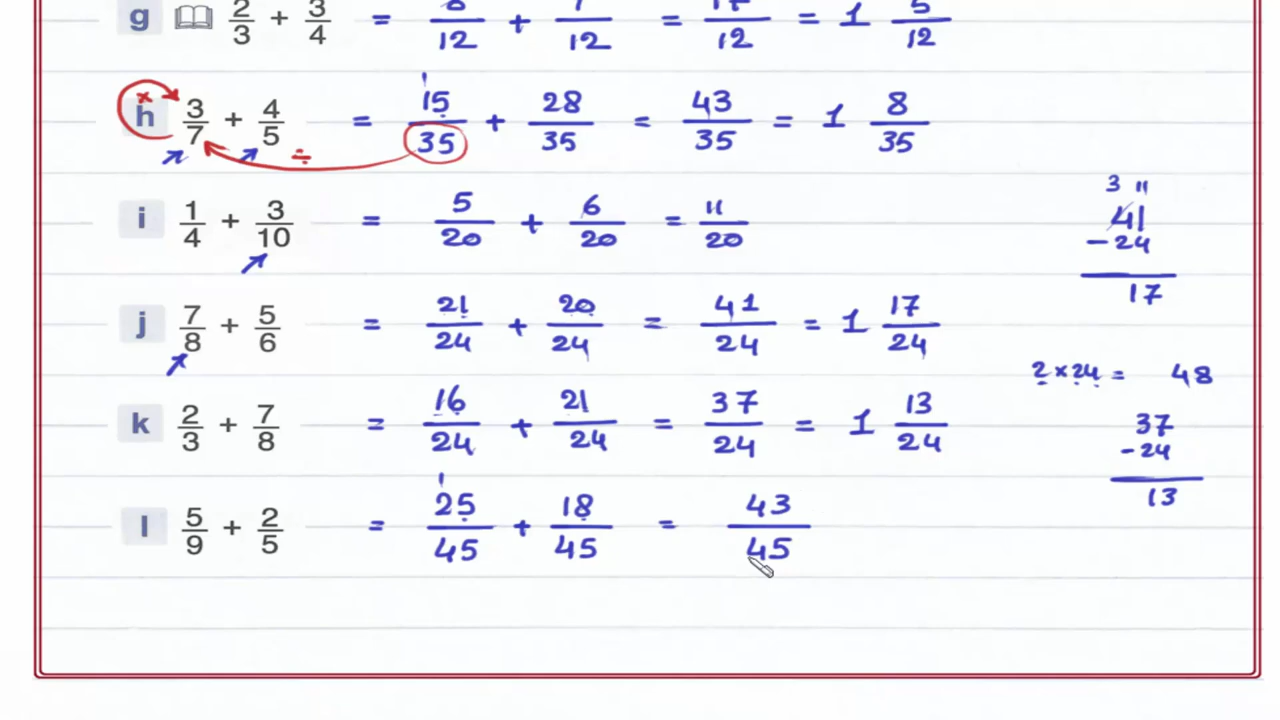 g 2/3 + 3/4 = 8/12 + /12 = 17/12 = 1 5/12
h 3/7 + 4/5 = 15/35 + 28/35 = 43/35 = 1 8/35
× ÷ 1
i 1/4 + 3/10 = 5/20 + 6/20 = 11/20
3 11
41
- 24
17
j 7/8 + 5/6 = 21/24 + 20/24 = 41/24 = 1 17/24
2 × 24 = 48
k 2/3 + 7/8 = 16/24 + 21/24 = 37/24 = 1 13/24
37
- 24
13
1
l 5/9 + 2/5 = 25/45 + 18/45 = 43/45